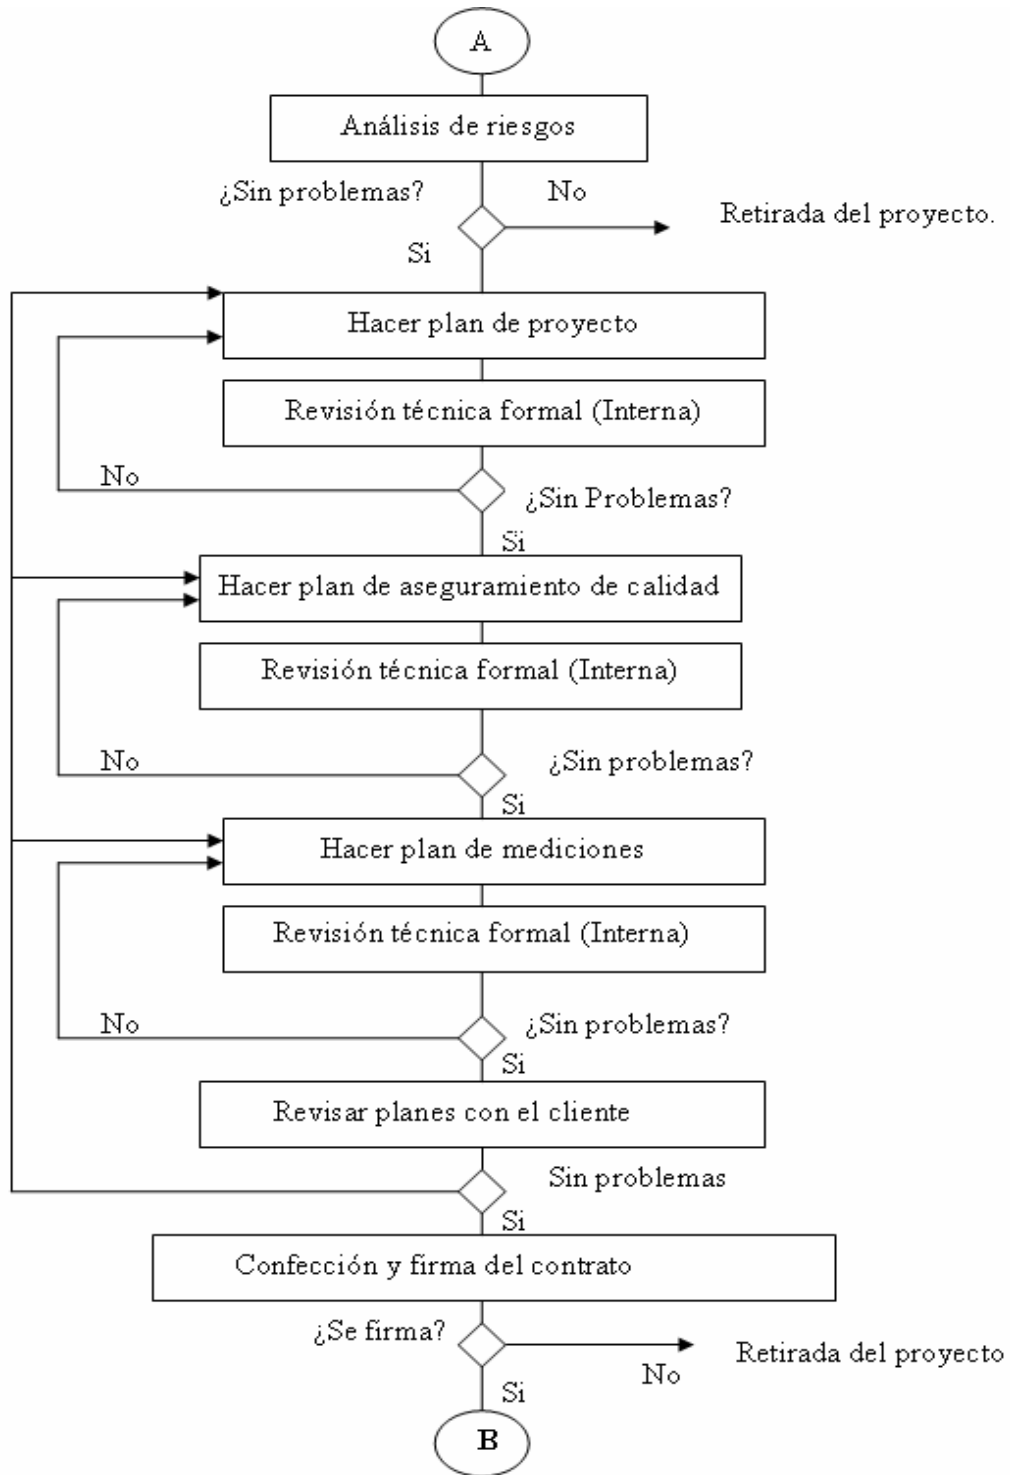 A
Análisis de riesgos
¿Sin problemas?
No
Retirada del proyecto.
Si
Hacer plan de proyecto
Revisión técnica formal (Interna)
No
¿Sin Problemas?
Si
Hacer plan de aseguramiento de calidad
Revisión técnica formal (Interna)
No
¿Sin problemas?
Si
Hacer plan de mediciones
Revisión técnica formal (Interna)
No
¿Sin problemas?
Si
Revisar planes con el cliente
Sin problemas
Si
Confección y firma del contrato
¿Se firma?
Retirada del proyecto
No
Si
B